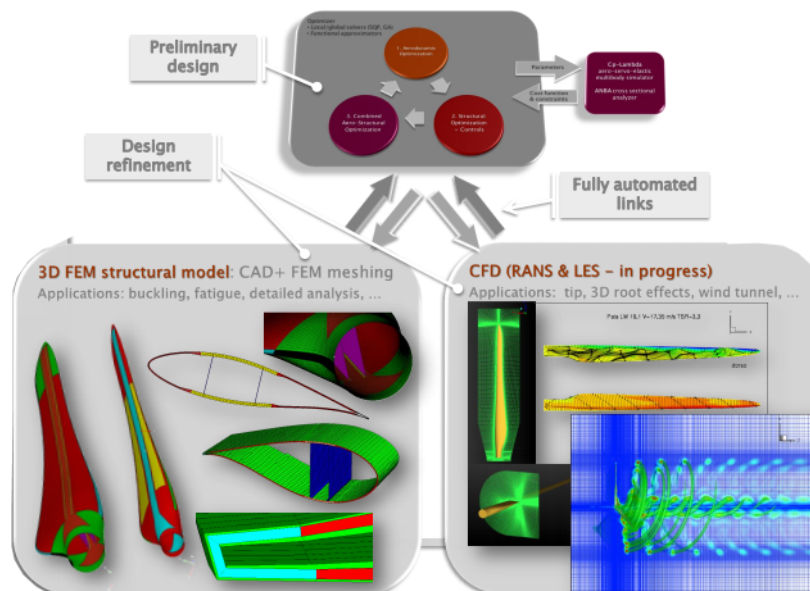 Optimizer
• Local/global solvers (SQP, GA)
• Functional approximators
Preliminary
design
1. Aerodynamic
Optimization
Parameters
Cp-Lambda
aero-servo-elastic
multibody simulator
ANBA cross sectional
analyzer
Cost function
& constraints
3. Combined
Aero-Structural
Optimization
2. Structural
Optimization
- Controls
Design
refinement
Fully automated
links
3D FEM structural model: CAD+ FEM meshing
Applications: buckling, fatigue, detailed analysis, ...
CFD (RANS & LES – in progress)
Applications: tip, 3D root effects, wind tunnel, ...